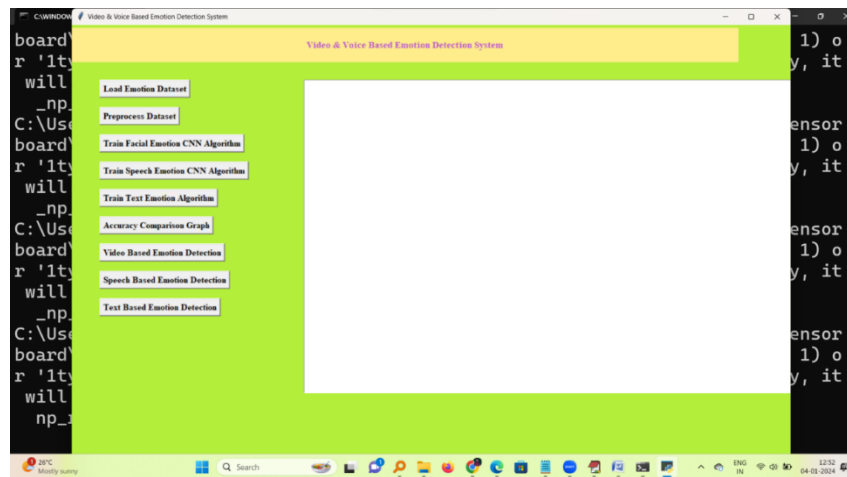 C:\WINDOW
Video & Voice Based Emotion Detection System
Video & Voice Based Emotion Detection System
board\
1) o
r '1ty
y, it
will
_np_
C:\Use
ensor
board\
1) o
r '1ty
y, it
will
_np_
C:\Use
ensor
board\
1) o
r '1ty
y, it
will
_np_
C:\Use
ensor
board\
1) o
r '1ty
y, it
will
np_r
Load Emotion Dataset
Preprocess Dataset
Train Facial Emotion CNN Algorithm
Train Speech Emotion CNN Algorithm
Train Text Emotion Algorithm
Accuracy Comparison Graph
Video Based Emotion Detection
Speech Based Emotion Detection
Text Based Emotion Detection
26°C
Mostly sunny
Search
ENG
IN
12:52
04-01-2024